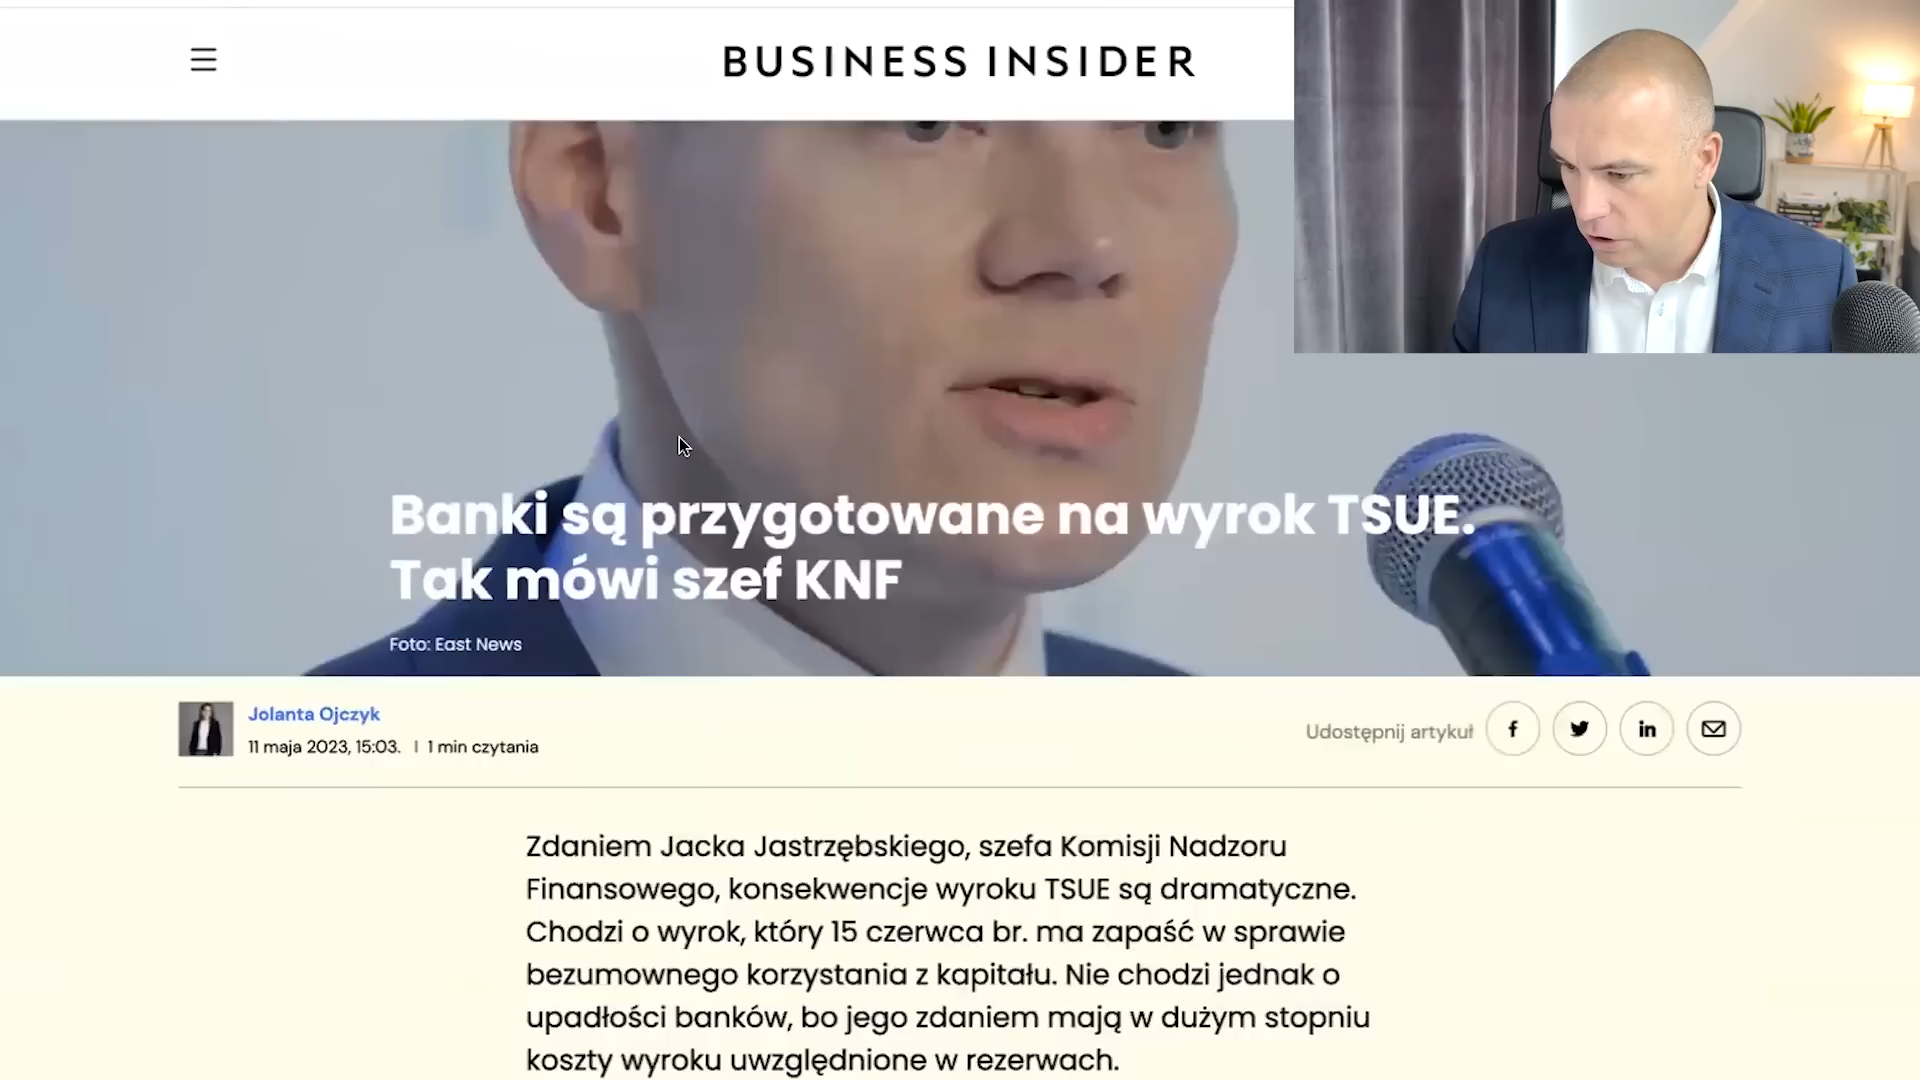 BUSINESS INSIDER
Banki są przygotowane na wyrok TSUE.
Tak mówi szef KNF
Foto: East News
Jolanta Ojczyk
11 maja 2023, 15:03. | 1 min czytania
Udostępnij artykuł
Zdaniem Jacka Jastrzębskiego, szefa Komisji Nadzoru
Finansowego, konsekwencje wyroku TSUE są dramatyczne.
Chodzi o wyrok, który 15 czerwca br. ma zapaść w sprawie
bezumownego korzystania z kapitału. Nie chodzi jednak o
upadłości banków, bo jego zdaniem mają w dużym stopniu
koszty wyroku uwzględnione w rezerwach.